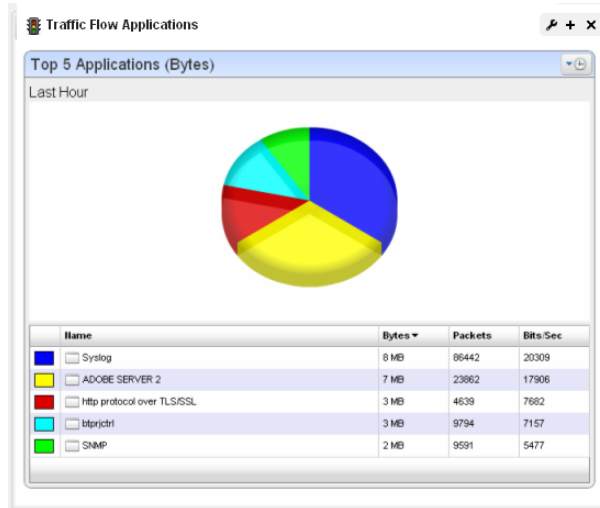 Traffic Flow Applications
Top 5 Applications (Bytes)
Last Hour
Name Bytes Packets Bits/Sec
Syslog 8 MB 86442 20309
ADOBE SERVER 2 7 MB 23862 17906
http protocol over TLS/SSL 3 MB 4639 7682
btprjctrl 3 MB 9794 7157
SNMP 2 MB 9591 5477